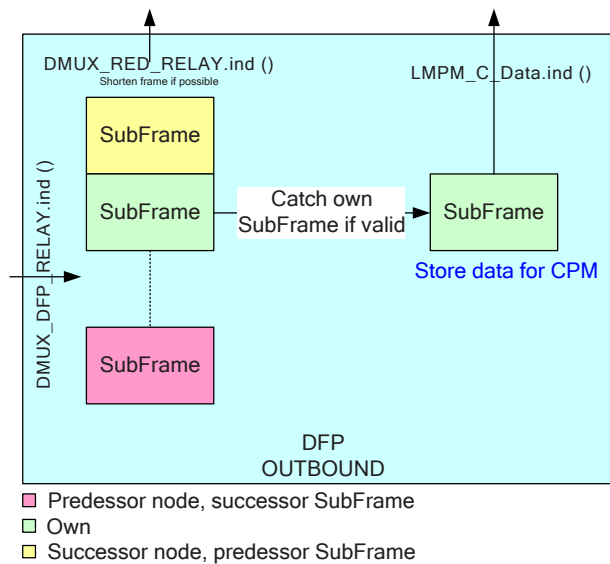 DMUX_RED_RELAY.ind ()
Shorten frame if possible
LMPM_C_Data.ind ()
SubFrame
SubFrame
Catch own
SubFrame if valid
SubFrame
Store data for CPM
DMUX_DFP_RELAY.ind ()
SubFrame
DFP
OUTBOUND
Predessor node, successor SubFrame
Own
Successor node, predessor SubFrame